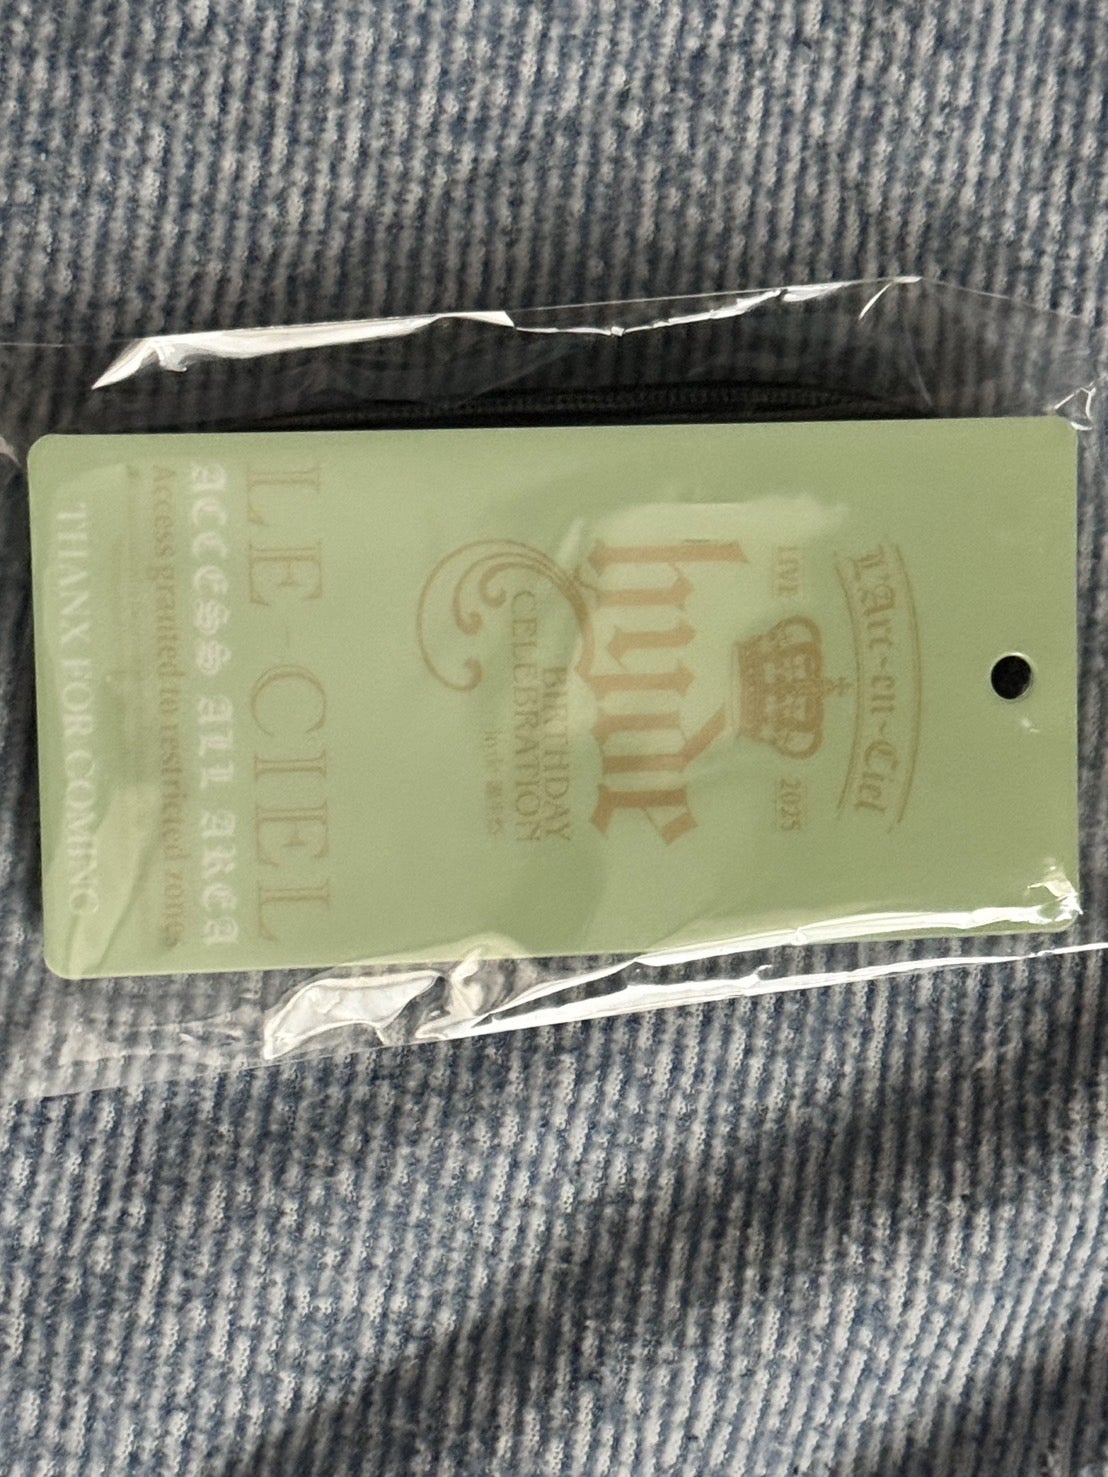 L'Arc~en~Ciel
LIVE 2025
hyde
BIRTHDAY
CELEBRATION
LE-CIEL
ACCESS ALL AREA
Access granted to restricted zones
THANX FOR COMING